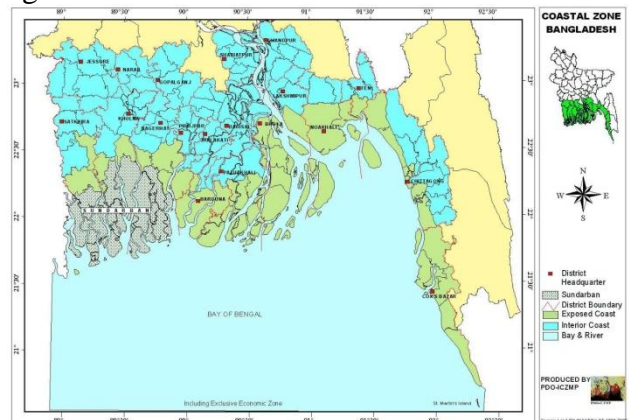 COASTAL ZONE
BANGLADESH
89°
89°30'
90°
90°30'
91°
91°30'
92°
92°30'
CHANDPUR
SHARIATPUR
JESSORE
NARAIL
GOPALGANJ
LAKSHMIPUR
FENI
SATKHIRA
KHULNA
BAGERHAT
PIROJPUR
JHALAKATI
BARISAL
BHOLA
NOAKHALI
PATUAKHALI
BARGUNA
CHITTAGONG
SUNDARBAN
COX'S BAZAR
23°
22°30'
22°
21°30'
21°
BAY OF BENGAL
Including Exclusive Economic Zone
St. Martin's Island
N
W E
S
District
Headquarter
Sundarban
District Boundary
Exposed Coast
Interior Coast
Bay & River
PRODUCED BY
PDO-ICZMP